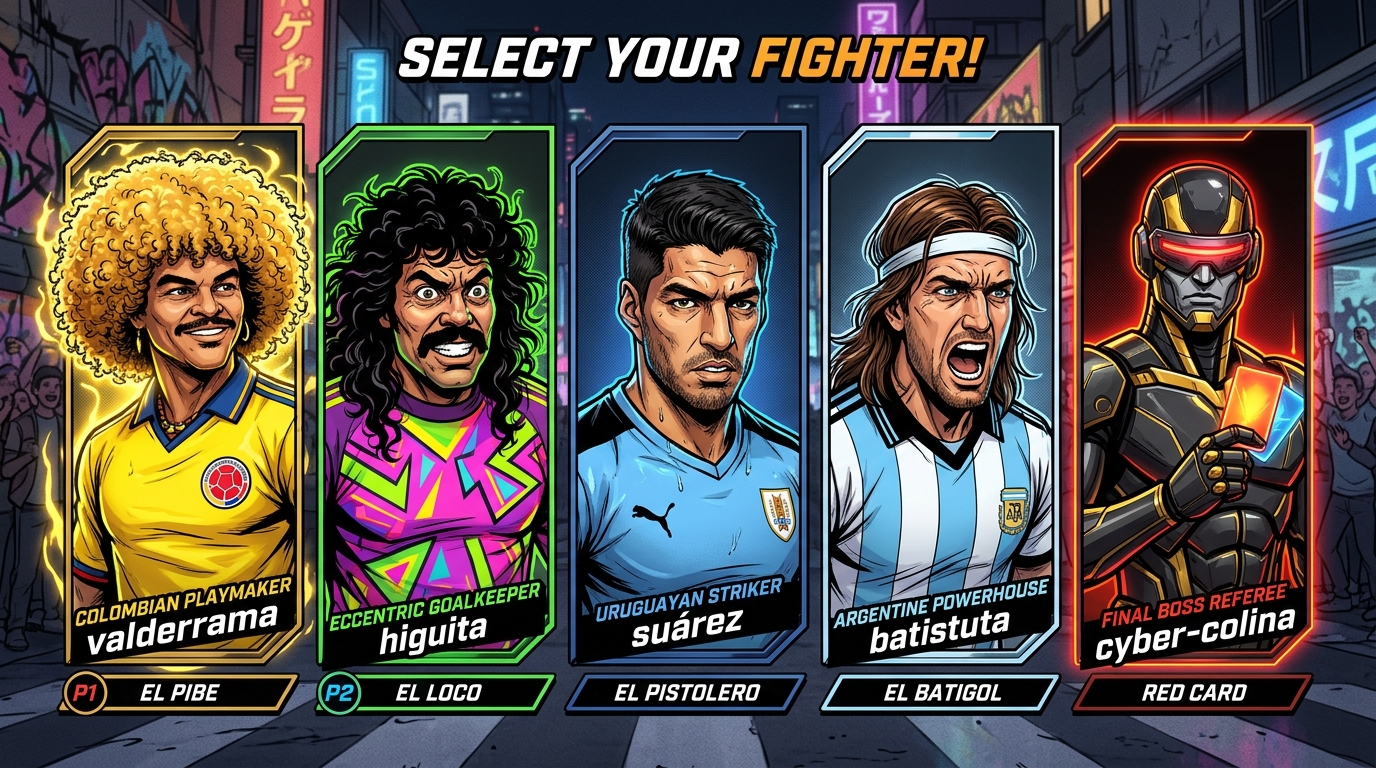 SELECT YOUR FIGHTER!
COLOMBIAN PLAYMAKER
valderrama
P1 EL PIBE
ECCENTRIC GOALKEEPER
higuita
P2 EL LOCO
URUGUAYAN STRIKER
suárez
EL PISTOLERO
ARGENTINE POWERHOUSE
batistuta
EL BATIGOL
FINAL BOSS REFEREE
cyber-colina
RED CARD